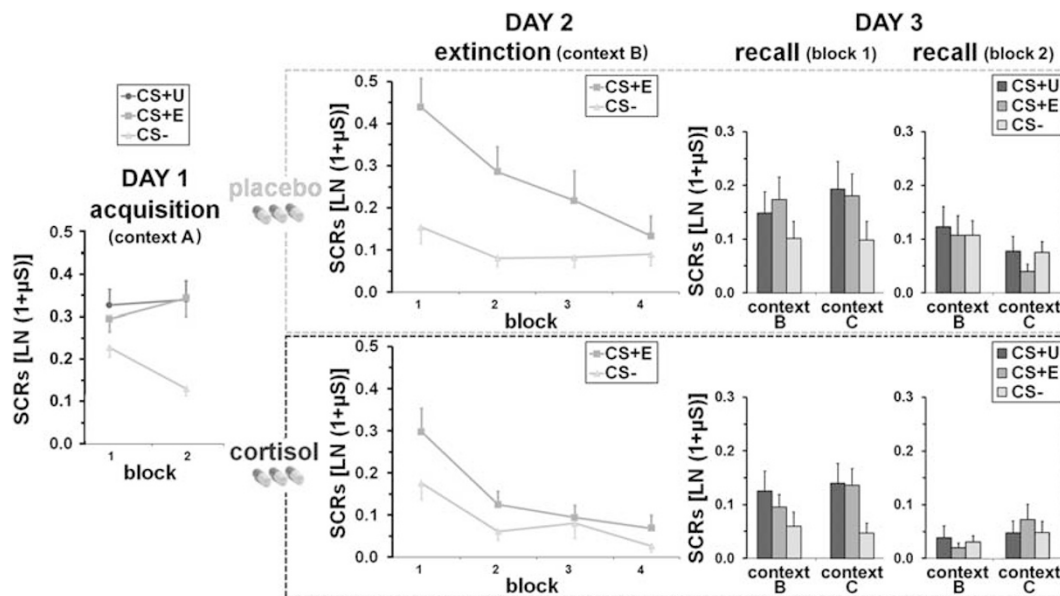 DAY 2
extinction (context B)
DAY 3
recall (block 1)
recall (block 2)
CS+U
CS+E
CS-
DAY 1
acquisition
(context A)
SCRs [LN (1+µS)]
0.5
0.4
0.3
0.2
0.1
0.0
1
2
block
placebo
SCRs [LN (1+µS)]
0.5
0.4
0.3
0.2
0.1
0.0
1
2
3
4
block
CS+E
CS-
SCRs [LN (1+µS)]
0.3
0.2
0.1
0.0
context
B
context
C
0.3
0.2
0.1
0.0
context
B
context
C
CS+U
CS+E
CS-
cortisol
SCRs [LN (1+µS)]
0.5
0.4
0.3
0.2
0.1
0.0
1
2
3
4
block
CS+E
CS-
SCRs [LN (1+µS)]
0.3
0.2
0.1
0.0
context
B
context
C
0.3
0.2
0.1
0.0
context
B
context
C
CS+U
CS+E
CS-